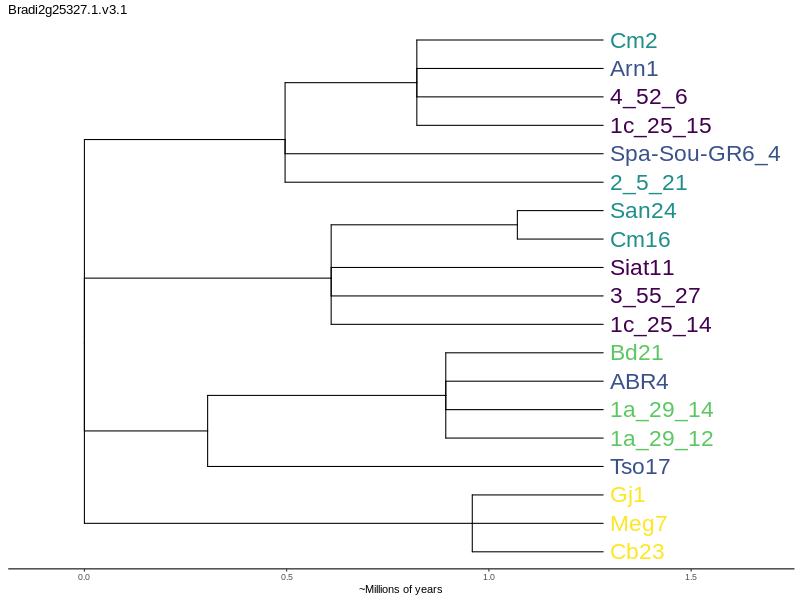 Bradi2g25327.1.v3.1
Cm2
Arn1
4_52_6
1c_25_15
Spa-Sou-GR6_4
2_5_21
San24
Cm16
Siat11
3_55_27
1c_25_14
Bd21
ABR4
1a_29_14
1a_29_12
Tso17
Gj1
Meg7
Cb23
0.0 0.5 1.0 1.5
~Millions of years